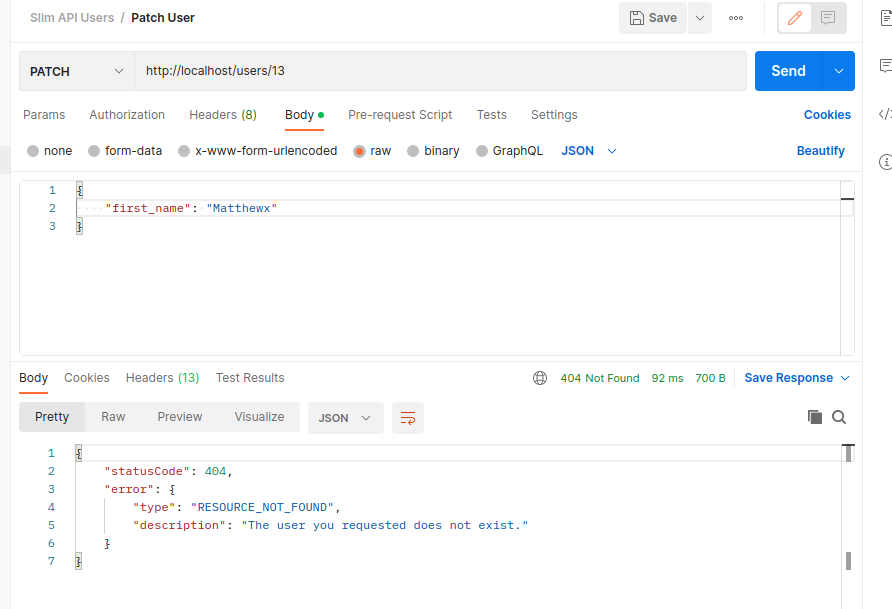 Slim API Users / Patch User Save
PATCH http://localhost/users/13 Send
Params Authorization Headers (8) Body Pre-request Script Tests Settings Cookies
none form-data x-www-form-urlencoded raw binary GraphQL JSON Beautify
1 {
2 "first_name": "Matthewx"
3 }
Body Cookies Headers (13) Test Results 404 Not Found 92 ms 700 B Save Response
Pretty Raw Preview Visualize JSON
1 {
2 "statusCode": 404,
3 "error": {
4 "type": "RESOURCE_NOT_FOUND",
5 "description": "The user you requested does not exist."
6 }
7 }